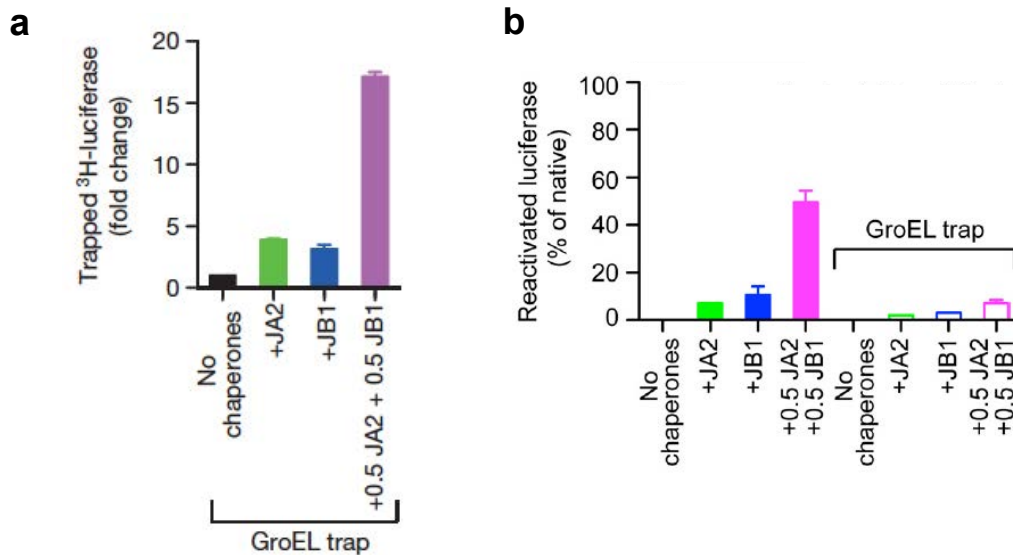 a
Trapped ³H-luciferase
(fold change)
20
15
10
5
0
No
chaperones
+JA2
+JB1
+0.5 JA2 + 0.5 JB1
GroEL trap
b
Reactivated luciferase
(% of native)
100
80
60
40
20
0
GroEL trap
No
chaperones
+JA2
+JB1
+0.5 JA2
+0.5 JB1
No
chaperones
+JA2
+JB1
+0.5 JA2
+0.5 JB1